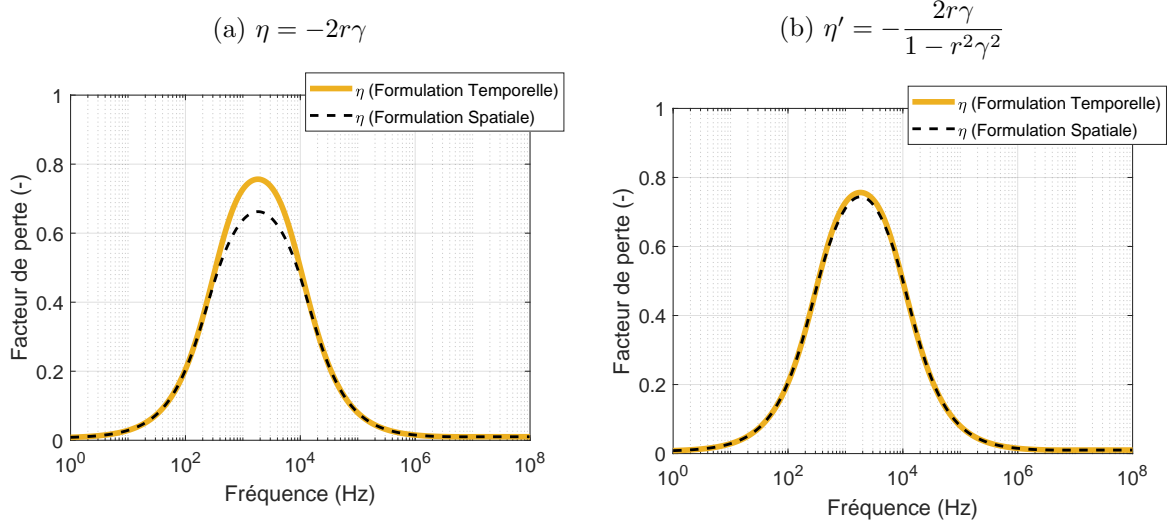 (a) η = −2rγ
η (Formulation Temporelle)
η (Formulation Spatiale)
1
0.8
0.6
0.4
0.2
0
Facteur de perte (-)
10^0 10^2 10^4 10^6 10^8
Fréquence (Hz)
(b) η′ = −2rγ/(1 − r²γ²)
η (Formulation Temporelle)
η (Formulation Spatiale)
1
0.8
0.6
0.4
0.2
0
Facteur de perte (-)
10^0 10^2 10^4 10^6 10^8
Fréquence (Hz)